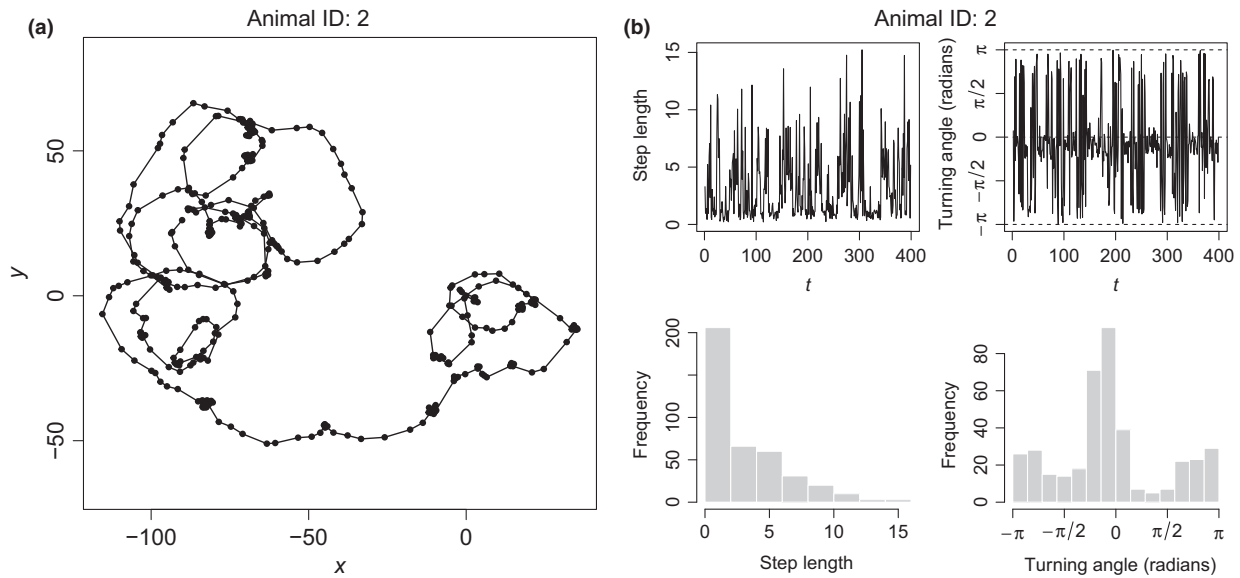 (a)
Animal ID: 2
y
50
0
−50
−100
−50
0
x
(b)
Animal ID: 2
Step length
15
10
5
0
0 100 200 300 400
t
Turning angle (radians)
π
π/2
0
−π/2
−π
0 100 200 300 400
t
Frequency
200
150
100
50
0
0 5 10 15
Step length
Frequency
80
60
40
20
0
−π −π/2 0 π/2 π
Turning angle (radians)